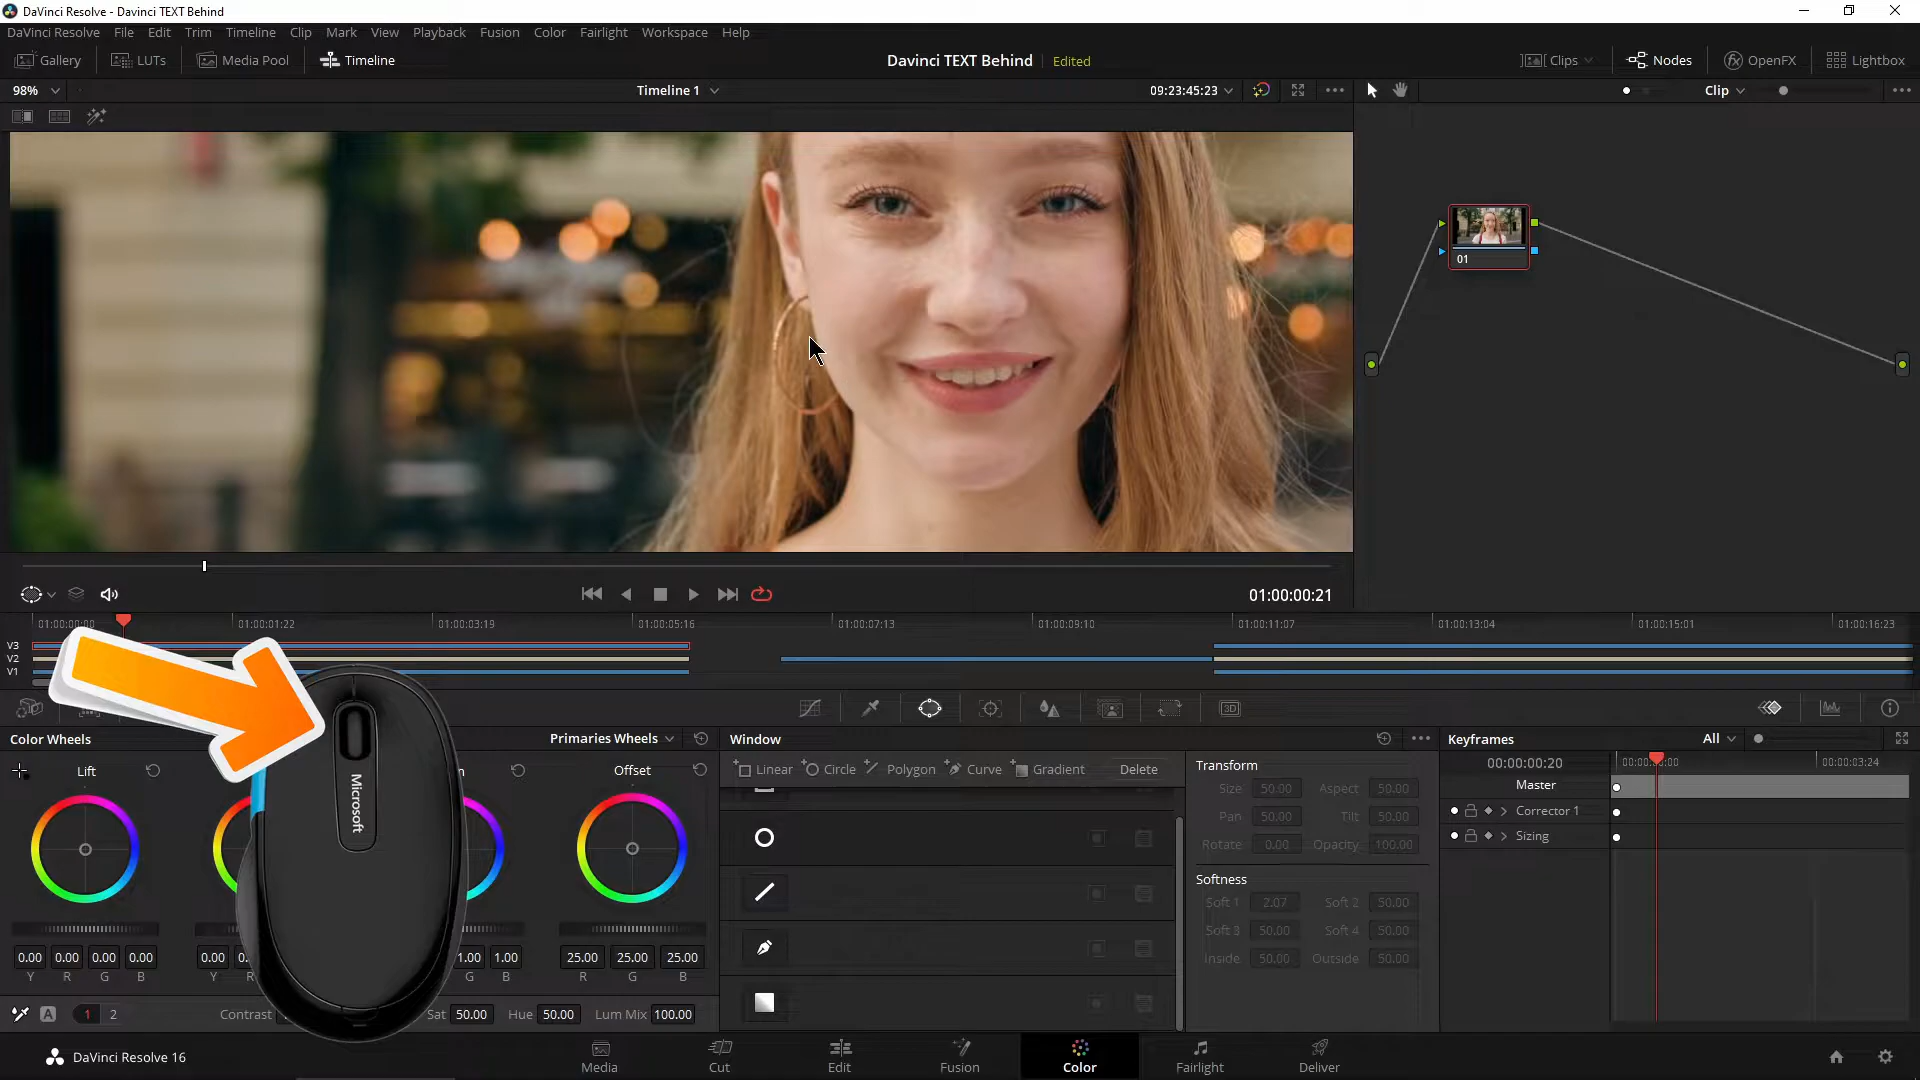 DaVinci Resolve - Davinci TEXT Behind
DaVinci Resolve File Edit Trim Timeline Clip Mark View Playback Fusion Color Fairlight Workspace Help
Gallery LUTs Media Pool Timeline Davinci TEXT Behind Edited Clips Nodes OpenFX Lightbox
98% Timeline 1 09:23:45:23 Clip
01
01:00:00:21
01:00:00:00 01:00:01:22 01:00:03:19 01:00:05:16 01:00:07:13 01:00:09:10 01:00:11:07 01:00:13:04 01:00:15:01 01:00:16:23
V3
V2
V1
3D
Color Wheels Primaries Wheels Window Keyframes All
Lift Offset Linear Circle Polygon Curve Gradient Delete Transform 00:00:00:20 00:00:03:24
Size 50.00 Aspect 50.00 Master
Pan 50.00 Tilt 50.00 Corrector 1
Rotate 0.00 Opacity 100.00 Sizing
Microsoft
Softness
Soft 1 2.07 Soft 2 50.00
Soft 3 50.00 Soft 4 50.00
0.00 0.00 0.00 0.00 0.00 1.00 1.00 25.00 25.00 25.00 Inside 50.00 Outside 50.00
Y R G B Y G B R G B
A 1 2 Contrast Sat 50.00 Hue 50.00 Lum Mix 100.00
DaVinci Resolve 16 Media Cut Edit Fusion Color Fairlight Deliver